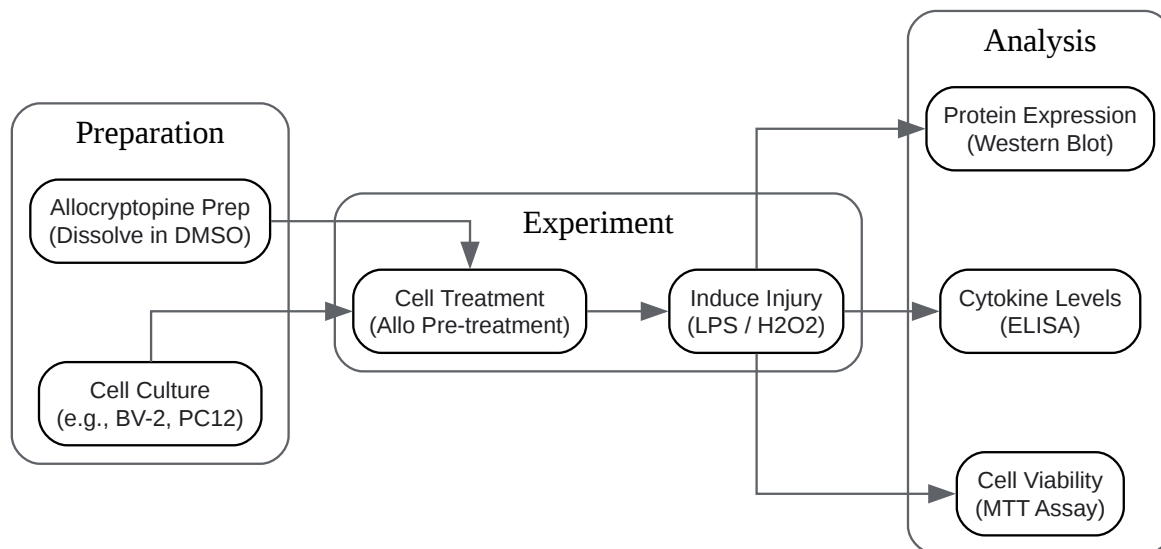 Preparation
Allocryptopine Prep
(Dissolve in DMSO)
Cell Culture
(e.g., BV-2, PC12)
Experiment
Cell Treatment
(Allo Pre-treatment)
Induce Injury
(LPS / H2O2)
Analysis
Protein Expression
(Western Blot)
Cytokine Levels
(ELISA)
Cell Viability
(MTT Assay)